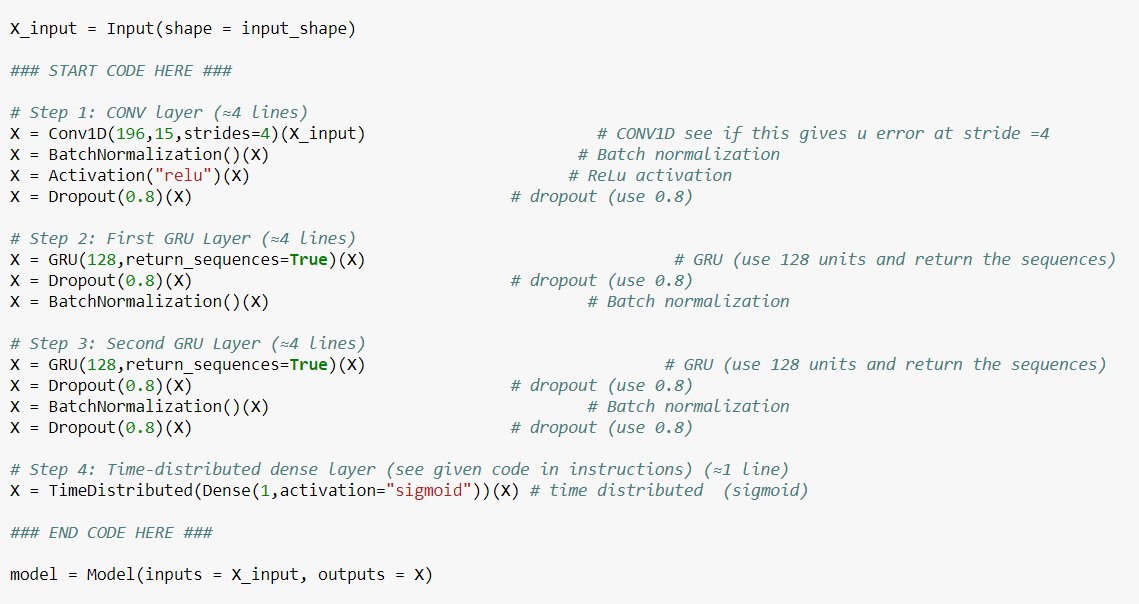 X_input = Input(shape = input_shape)
### START CODE HERE ###
# Step 1: CONV layer (≈4 lines)
X = Conv1D(196,15,strides=4)(X_input) # CONV1D see if this gives u error at stride =4
X = BatchNormalization()(X) # Batch normalization
X = Activation("relu")(X) # ReLu activation
X = Dropout(0.8)(X) # dropout (use 0.8)
# Step 2: First GRU Layer (≈4 lines)
X = GRU(128,return_sequences=True)(X) # GRU (use 128 units and return the sequences)
X = Dropout(0.8)(X) # dropout (use 0.8)
X = BatchNormalization()(X) # Batch normalization
# Step 3: Second GRU Layer (≈4 lines)
X = GRU(128,return_sequences=True)(X) # GRU (use 128 units and return the sequences)
X = Dropout(0.8)(X) # dropout (use 0.8)
X = BatchNormalization()(X) # Batch normalization
X = Dropout(0.8)(X) # dropout (use 0.8)
# Step 4: Time-distributed dense layer (see given code in instructions) (≈1 line)
X = TimeDistributed(Dense(1,activation="sigmoid"))(X) # time distributed (sigmoid)
### END CODE HERE ###
model = Model(inputs = X_input, outputs = X)